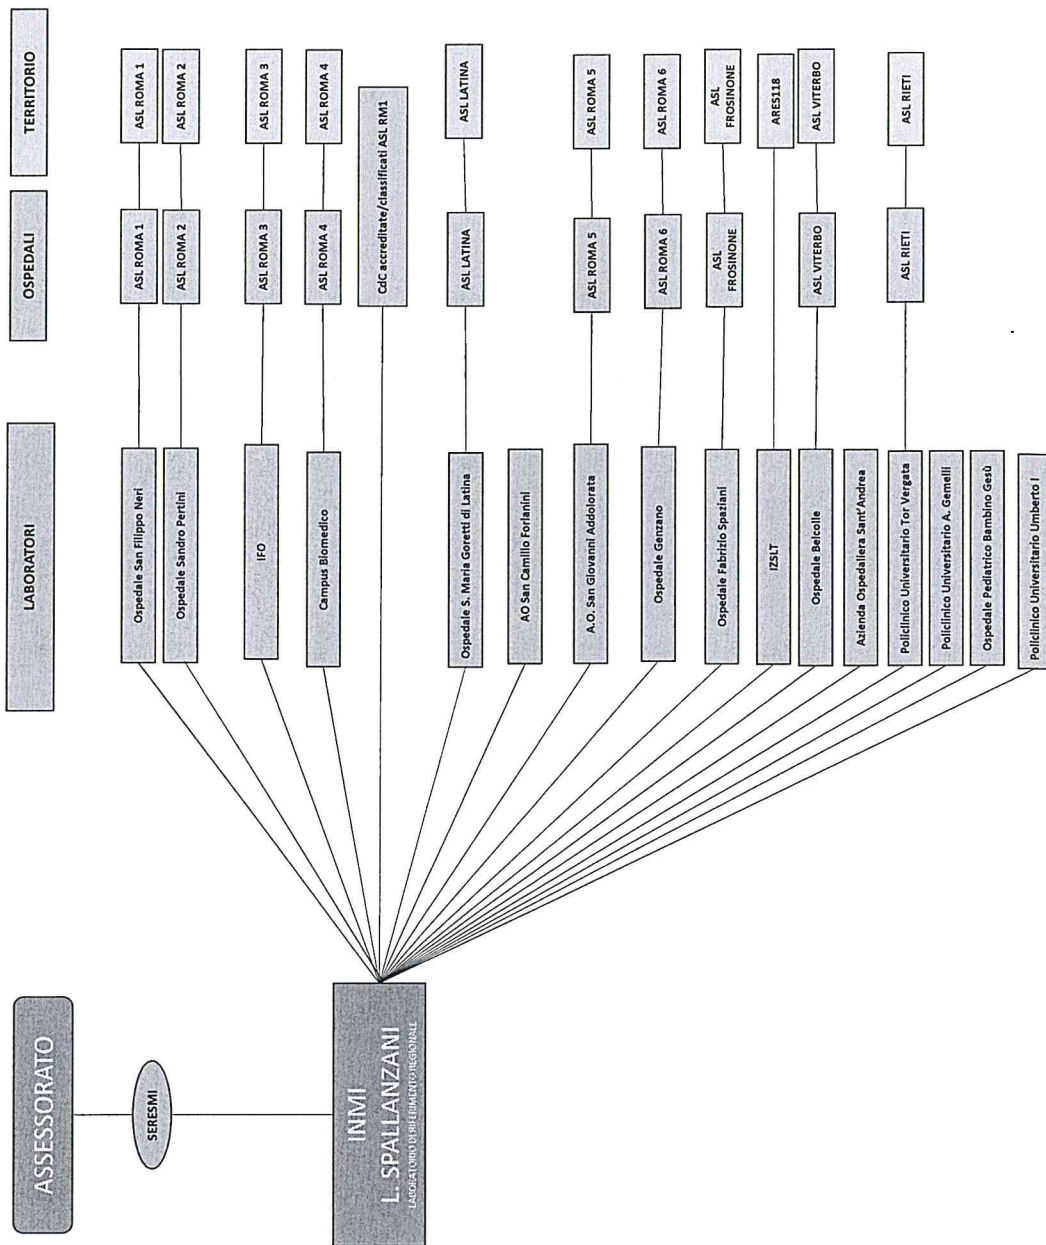 ASSESSORATO
SERESMI
INMI
L. SPALLANZANI
LABORATORIO DI RIFERIMENTO REGIONALE
LABORATORI
OSPEDALI
TERRITORIO
Ospedale San Filippo Neri
ASL ROMA 1
ASL ROMA 1
Ospedale Sandro Pertini
ASL ROMA 2
ASL ROMA 2
IFO
ASL ROMA 3
ASL ROMA 3
Campus Biomedico
ASL ROMA 4
ASL ROMA 4
CdC accreditate/classificati ASL RM1
Ospedale S. Maria Goretti di Latina
ASL LATINA
ASL LATINA
AO San Camillo Forlanini
A.O. San Giovanni Addolorata
ASL ROMA 5
ASL ROMA 5
Ospedale Genzano
ASL ROMA 6
ASL ROMA 6
Ospedale Fabrizio Spaziani
ASL
FROSINONE
ASL
FROSINONE
IZSLT
ARES118
Ospedale Belcolle
ASL VITERBO
ASL VITERBO
Azienda Ospedaliera Sant'Andrea
Policlinico Universitario Tor Vergata
ASL RIETI
ASL RIETI
Policlinico Universitario A. Gemelli
Ospedale Pediatrico Bambino Gesù
Policlinico Universitario Umberto I